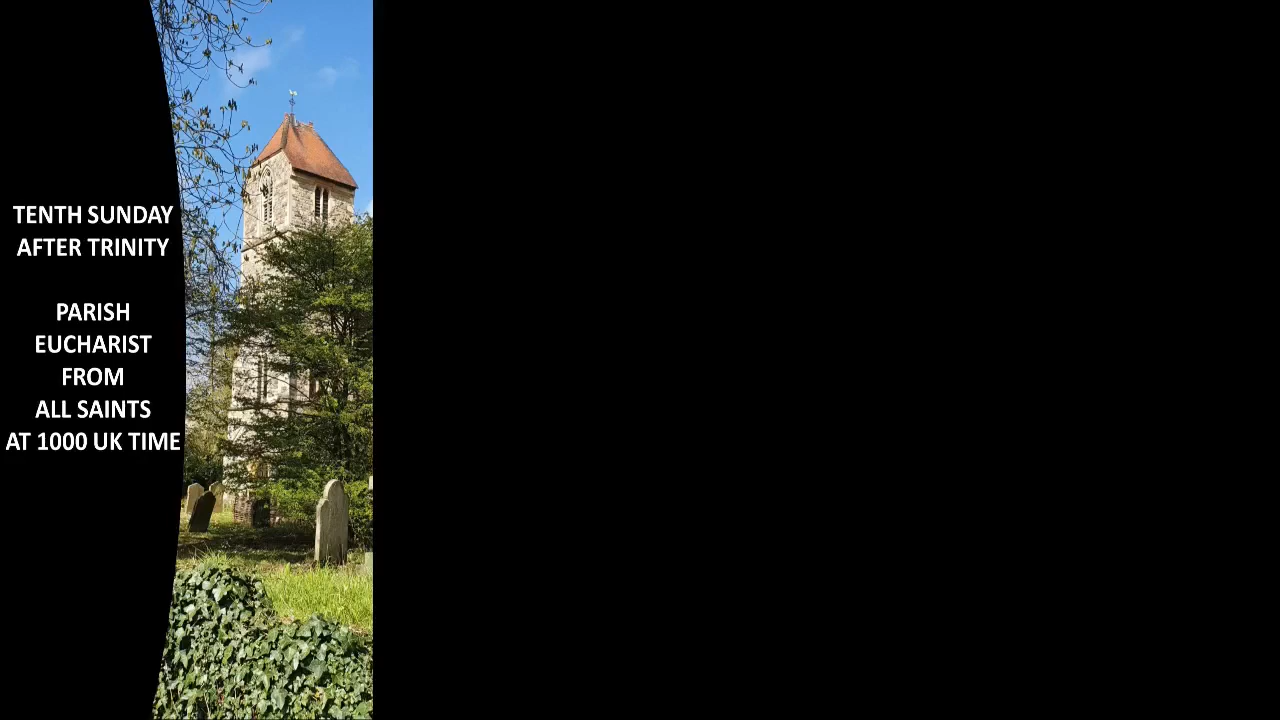 TENTH SUNDAY
AFTER TRINITY
PARISH
EUCHARIST
FROM
ALL SAINTS
AT 1000 UK TIME